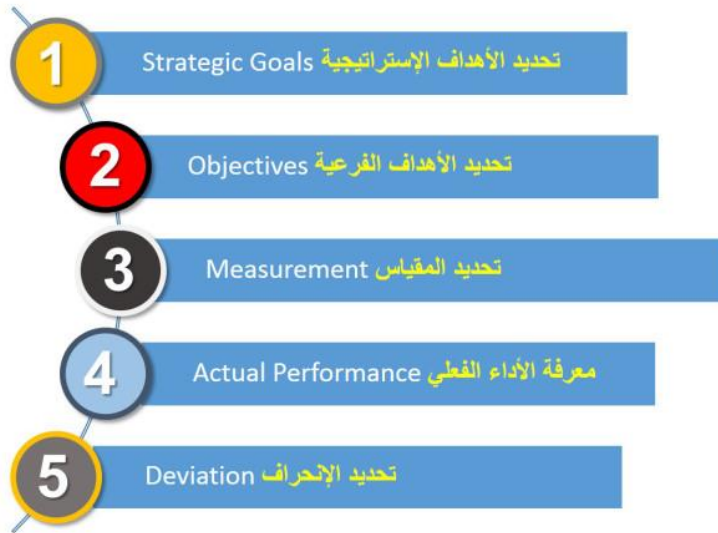 1
Strategic Goals تحديد الأهداف الإستراتيجية
2
Objectives تحديد الأهداف الفرعية
3
Measurement تحديد المقياس
4
Actual Performance معرفة الأداء الفعلي
5
Deviation تحديد الإنحراف